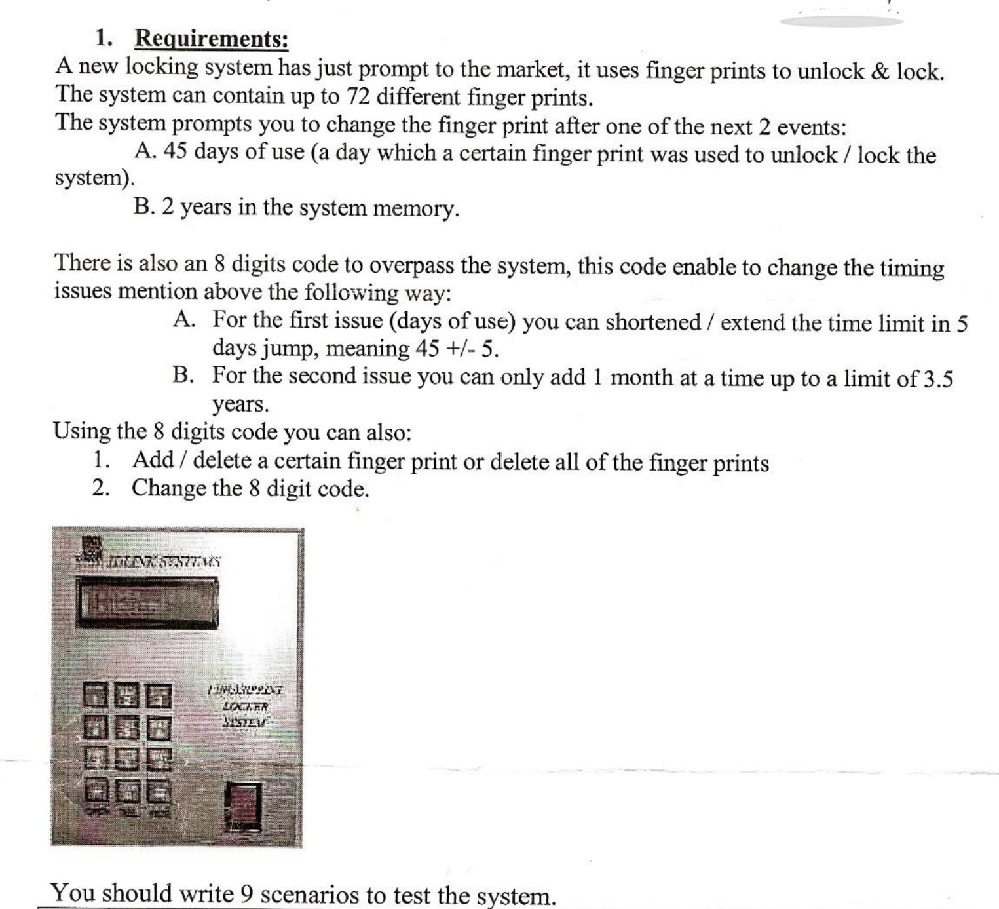 1. Requirements:
A new locking system has just prompt to the market, it uses finger prints to unlock & lock.
The system can contain up to 72 different finger prints.
The system prompts you to change the finger print after one of the next 2 events:
A. 45 days of use (a day which a certain finger print was used to unlock / lock the
system).
B. 2 years in the system memory.
There is also an 8 digits code to overpass the system, this code enable to change the timing
issues mention above the following way:
A. For the first issue (days of use) you can shortened / extend the time limit in 5
days jump, meaning 45 +/- 5.
B. For the second issue you can only add 1 month at a time up to a limit of 3.5
years.
Using the 8 digits code you can also:
1. Add / delete a certain finger print or delete all of the finger prints
2. Change the 8 digit code.
SYSTEMS
FINGERPRINT
LOCKER
SYSTEM
You should write 9 scenarios to test the system.